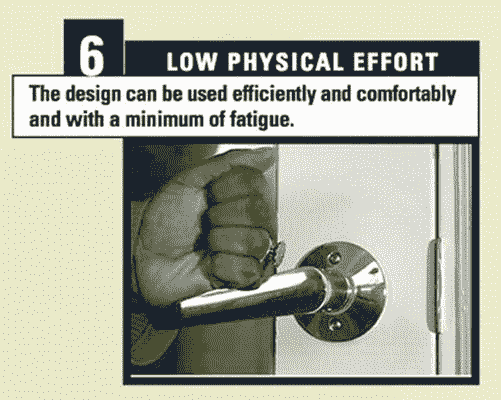 6
LOW PHYSICAL EFFORT
The design can be used efficiently and comfortably
and with a minimum of fatigue.